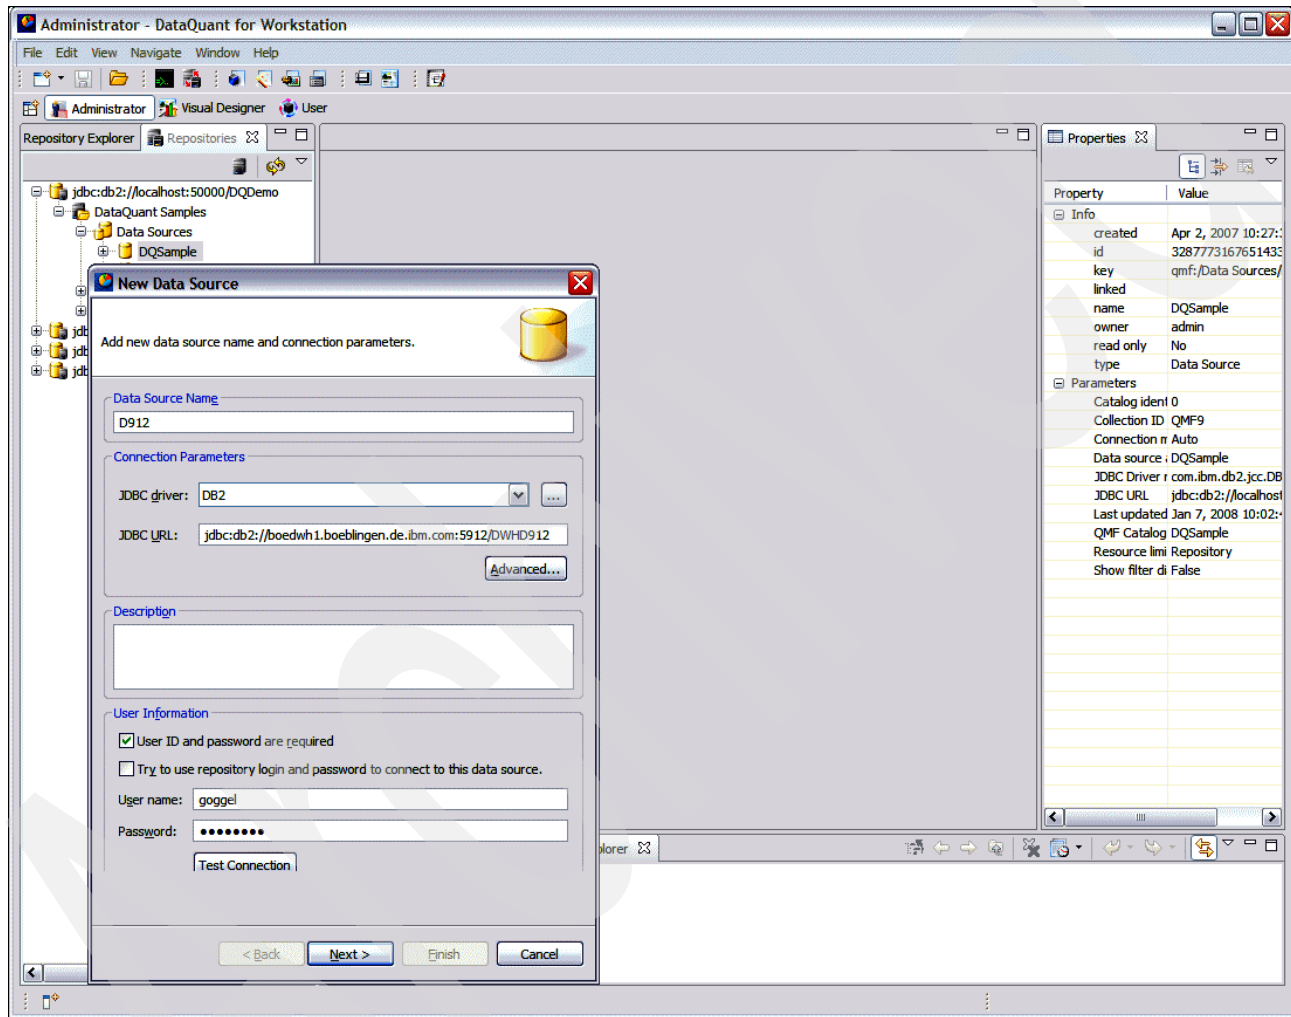 Administrator - DataQuant for Workstation
File Edit View Navigate Window Help
Administrator Visual Designer User
Repository Explorer Repositories
jdbc:db2://localhost:50000/DQDemo
DataQuant Samples
Data Sources
DQSample
jdb
jdb
jdb
New Data Source
Add new data source name and connection parameters.
Data Source Name
D912
Connection Parameters
JDBC driver: DB2 ...
JDBC URL: jdbc:db2://boedwh1.boeblingen.de.ibm.com:5912/DWHD912
Advanced...
Description
User Information
User ID and password are required
Try to use repository login and password to connect to this data source.
User name: goggel
Password: ●●●●●●●●
Test Connection
< Back Next > Finish Cancel
plorer
Properties
Property Value
Info
created Apr 2, 2007 10:27:
id 3287773167651433
key qmf:/Data Sources/
linked
name DQSample
owner admin
read only No
type Data Source
Parameters
Catalog ident 0
Collection ID QMF9
Connection m Auto
Data source a DQSample
JDBC Driver r com.ibm.db2.jcc.DB
JDBC URL jdbc:db2://localhost
Last updated Jan 7, 2008 10:02:
QMF Catalog DQSample
Resource limi Repository
Show filter di False